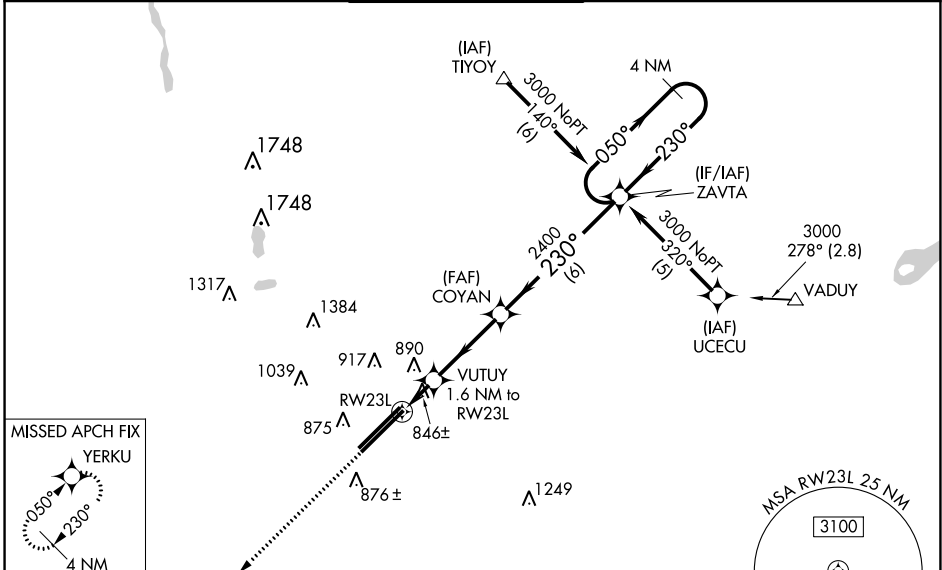 (IAF)
TIYOY
3000 NoPT
140°
(6)
4 NM
050°
230°
(IF/IAF)
ZAVTA
1748
1748
3000 NoPT
320°
(5)
3000
278° (2.8)
VADUY
(IAF)
UCECU
2400
230°
(6)
(FAF)
COYAN
1317
1384
917
890
1039
VUTUY
1.6 NM to
RW23L
RW23L
875
846±
876 ±
1249
MISSED APCH FIX
YERKU
050°
230°
4 NM
MSA RW23L 25 NM
3100